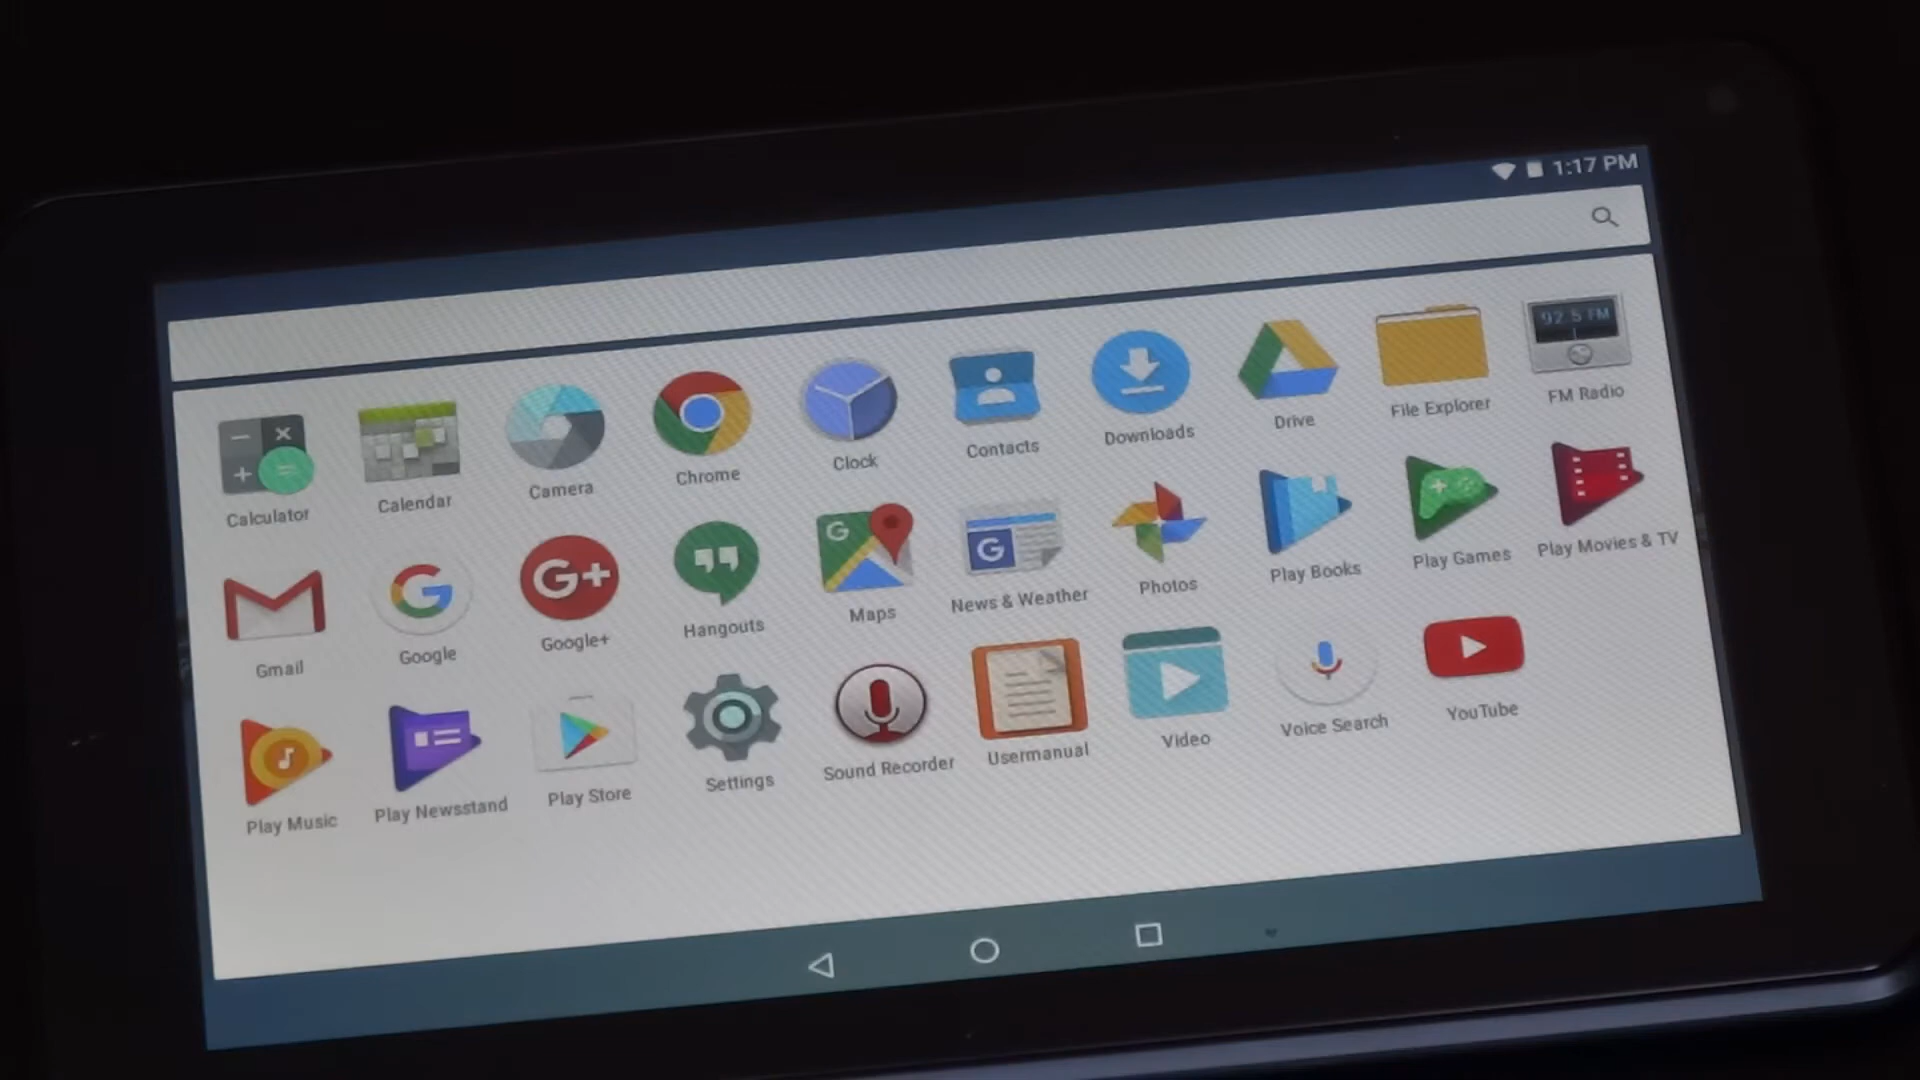 1:17 PM
92.5 FM
Calculator
Calendar
Camera
Chrome
Clock
Contacts
Downloads
Drive
File Explorer
FM Radio
G+
Gmail
Google
Google+
Hangouts
Maps
News & Weather
Photos
Play Books
Play Games
Play Movies & TV
Play Music
Play Newsstand
Play Store
Settings
Sound Recorder
Usermanual
Video
Voice Search
YouTube